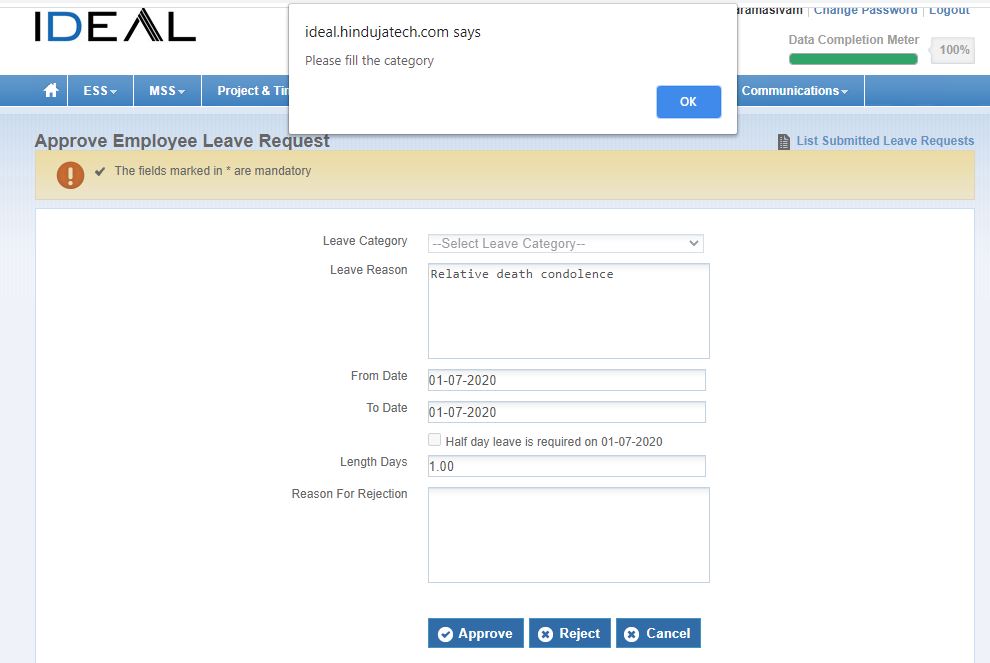 IDEAL
ideal.hindujatech.com says
Please fill the category
OK
Change Password | Logout
Data Completion Meter
100%
ESS
MSS
Project &
Communications
Approve Employee Leave Request
List Submitted Leave Requests
The fields marked in * are mandatory
Leave Category
--Select Leave Category--
Leave Reason
Relative death condolence
From Date
01-07-2020
To Date
01-07-2020
Half day leave is required on 01-07-2020
Length Days
1.00
Reason For Rejection
Approve
Reject
Cancel